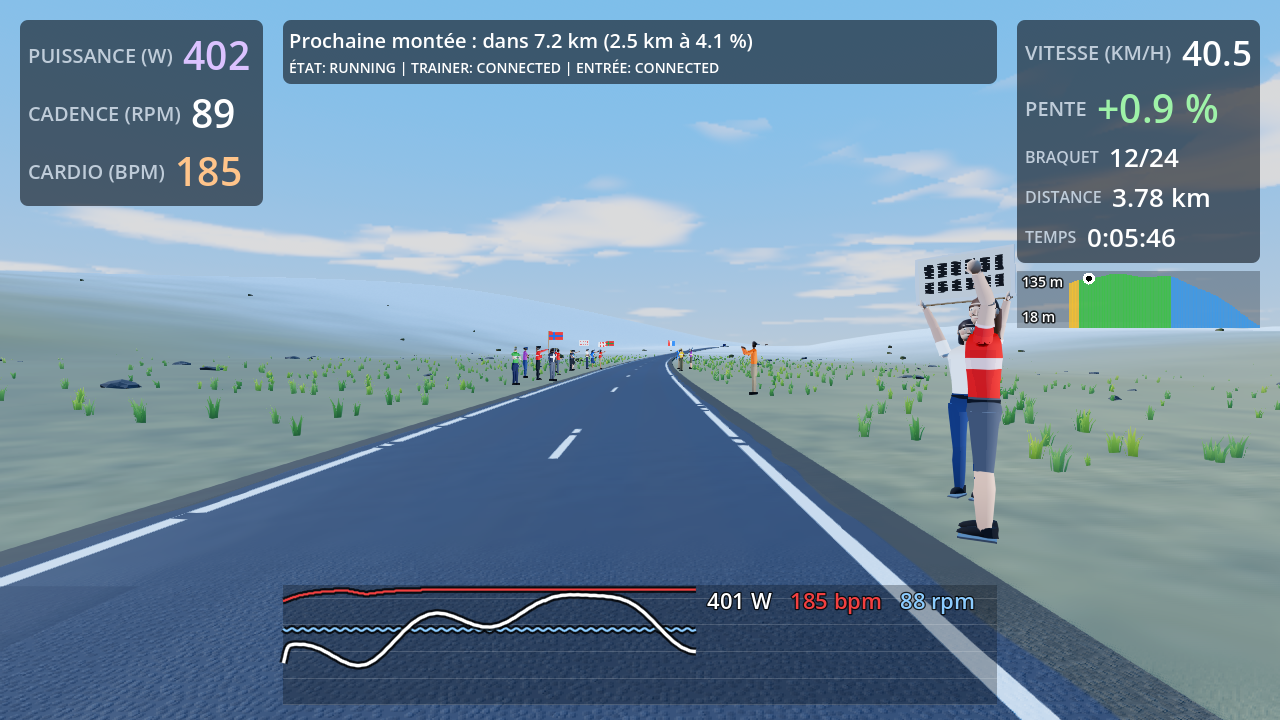 PUISSANCE (W) 402
CADENCE (RPM) 89
CARDIO (BPM) 185
Prochaine montée : dans 7.2 km (2.5 km à 4.1 %)
ÉTAT: RUNNING | TRAINER: CONNECTED | ENTRÉE: CONNECTED
VITESSE (KM/H) 40.5
PENTE +0.9 %
BRAQUET 12/24
DISTANCE 3.78 km
TEMPS 0:05:46
135 m
18 m
401 W 185 bpm 88 rpm